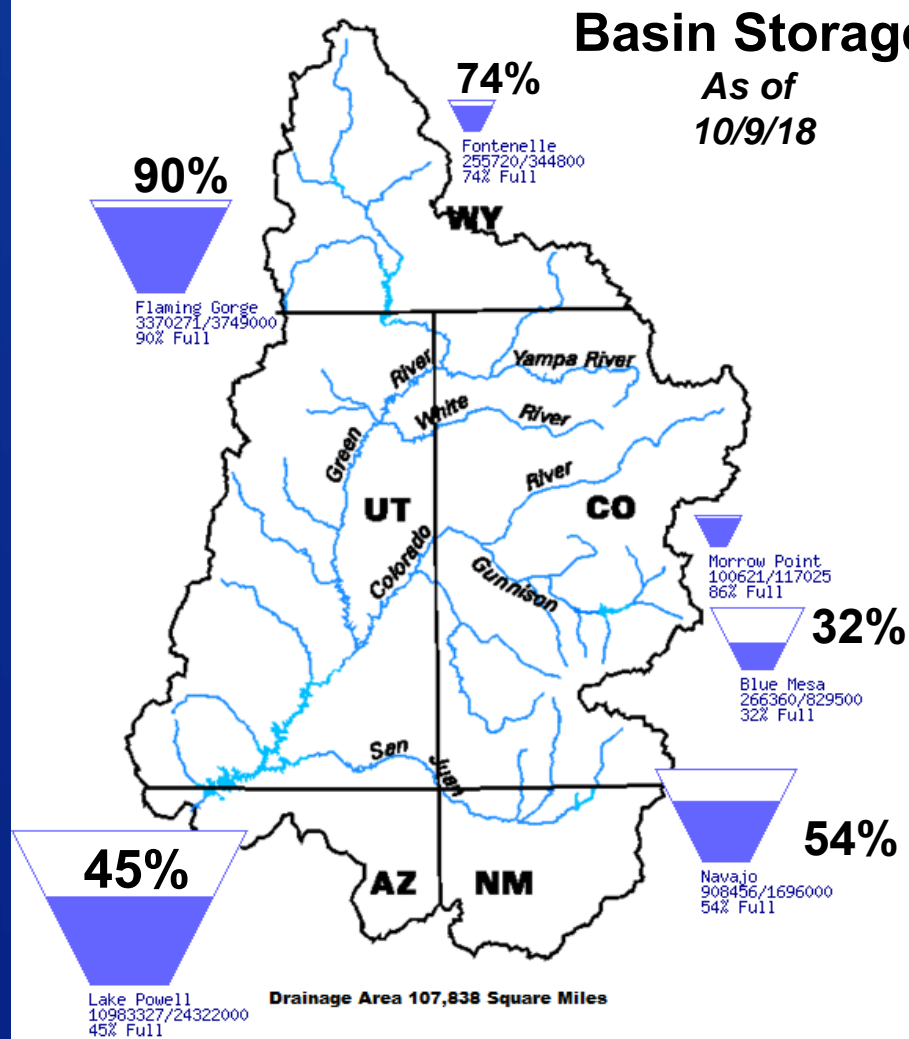 Basin Storage
As of
10/9/18
74%
Fontenelle
255720/344800
74% Full
90%
Flaming Gorge
3370271/3749000
90% Full
WY
Yampa River
River
White
River
Green
River
UT
CO
Colorado
Gunnison
Morrow Point
100621/117025
86% Full
32%
Blue Mesa
266360/829500
32% Full
San
Juan
54%
Navajo
908456/1696000
54% Full
45%
AZ
NM
Lake Powell
10983327/24322000
45% Full
Drainage Area 107,838 Square Miles